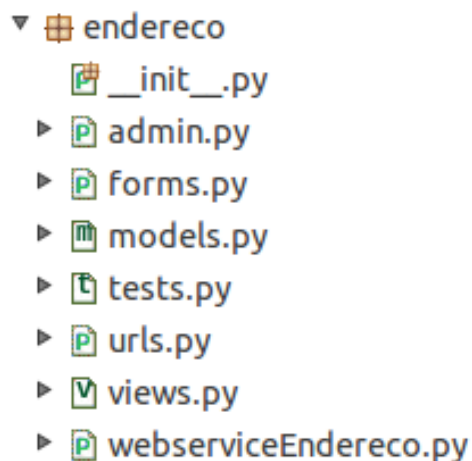 endereco
__init__.py
admin.py
forms.py
models.py
tests.py
urls.py
views.py
webserviceEndereco.py